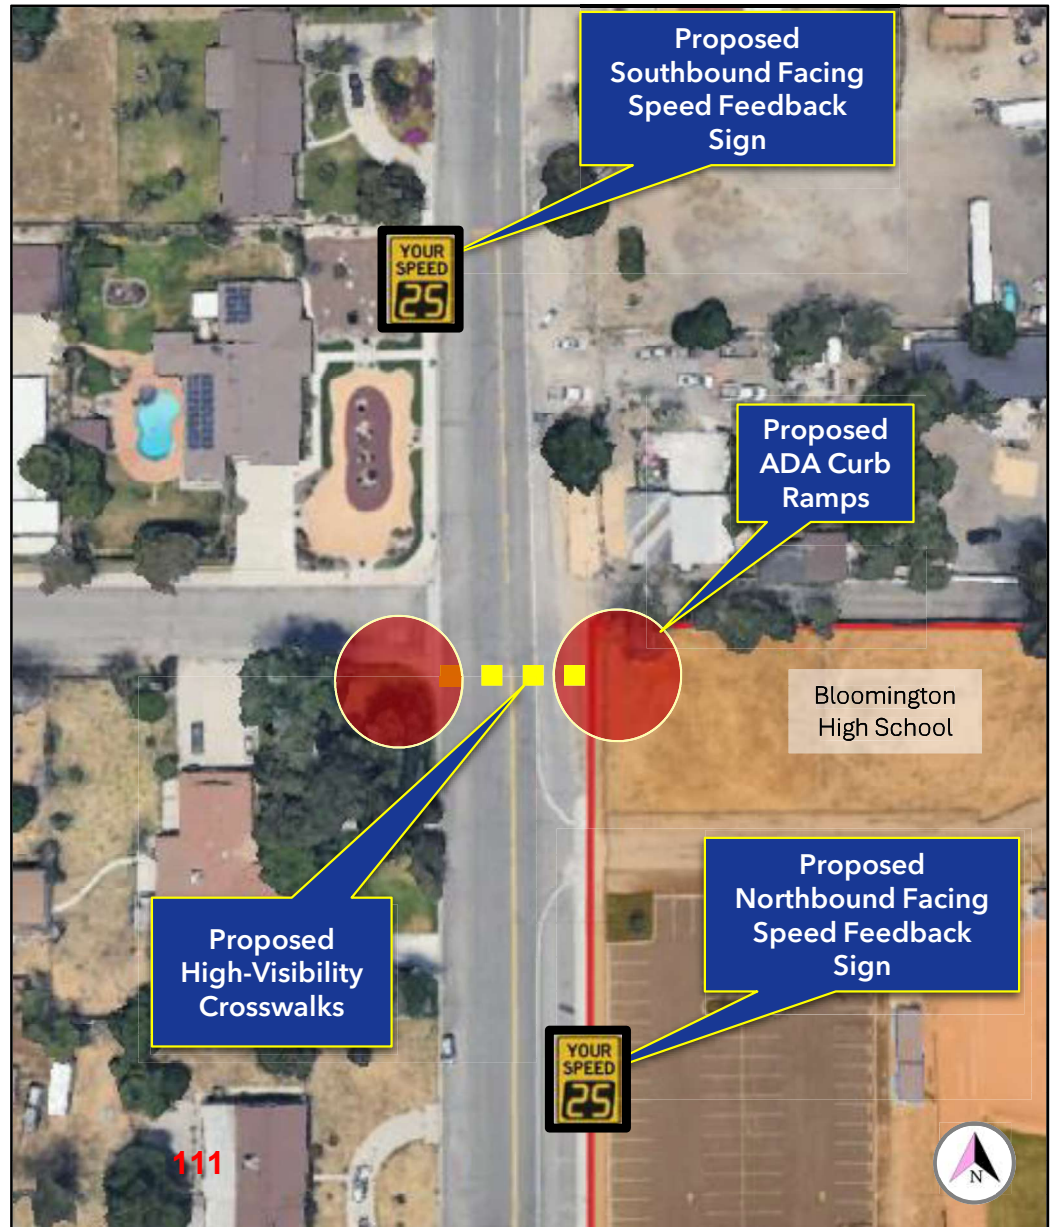 Proposed
Southbound Facing
Speed Feedback
Sign
YOUR
SPEED
25
Proposed
ADA Curb
Ramps
Bloomington
High School
Proposed
High-Visibility
Crosswalks
Proposed
Northbound Facing
Speed Feedback
Sign
YOUR
SPEED
25
111
N